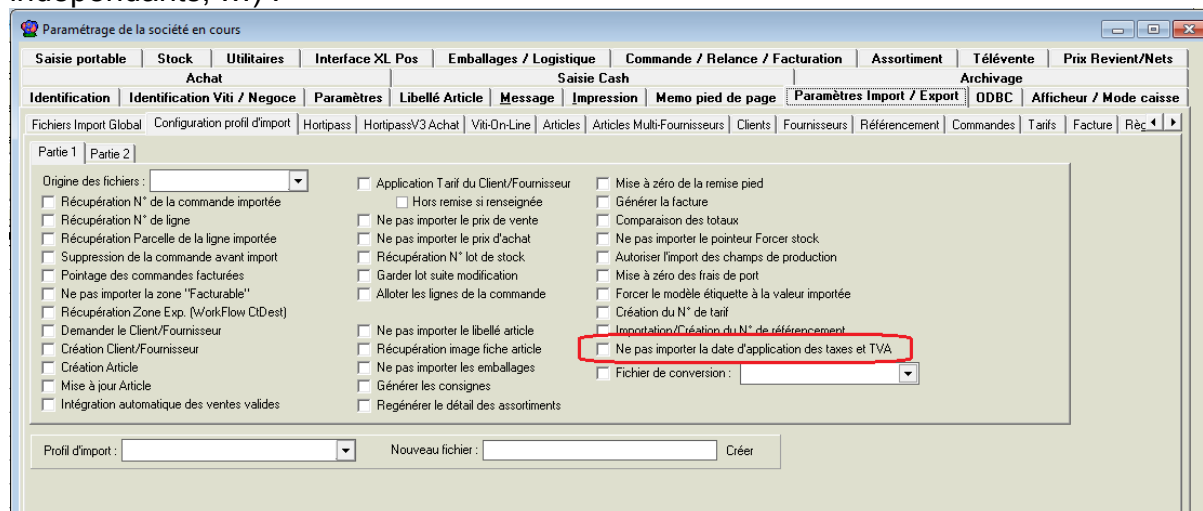 indépendante, ...) :
Paramétrage de la société en cours
Saisie portable Stock Utilitaires Interface XL Pos Emballages / Logistique Commande / Relance / Facturation Assortiment Télévente Prix Revient/Nets
Achat Saisie Cash Archivage
Identification Identification Viti / Negoce Paramètres Libellé Article Message Impression Memo pied de page Paramètres Import / Export ODBC Afficheur / Mode caisse
Fichiers Import Global Configuration profil d'import Hortipass HortipassV3 Achat Viti-On-Line Articles Articles Multi-Fournisseurs Clients Fournisseurs Référencement Commandes Tarifs Facture Règ
Partie 1 Partie 2
Origine des fichiers : Application Tarif du Client/Fournisseur Mise à zéro de la remise pied
Récupération N° de la commande importée Hors remise si renseignée Générer la facture
Récupération N° de ligne Ne pas importer le prix de vente Comparaison des totaux
Récupération Parcelle de la ligne importée Ne pas importer le prix d'achat Ne pas importer le pointeur Forcer stock
Suppression de la commande avant import Récupération N° lot de stock Autoriser l'import des champs de production
Pointage des commandes facturées Garder lot suite modification Mise à zéro des frais de port
Ne pas importer la zone "Facturable" Alloter les lignes de la commande Forcer le modèle étiquette à la valeur importée
Récupération Zone Exp. (WorkFlow CtDest) Création du N° de tarif
Demander le Client/Fournisseur Ne pas importer le libellé article Importation/Création du N° de référencement
Création Client/Fournisseur Récupération image fiche article Ne pas importer la date d'application des taxes et TVA
Création Article Ne pas importer les emballages Fichier de conversion :
Mise à jour Article Générer les consignes
Intégration automatique des ventes valides Regénérer le détail des assortiments
Profil d'import : Nouveau fichier : Créer